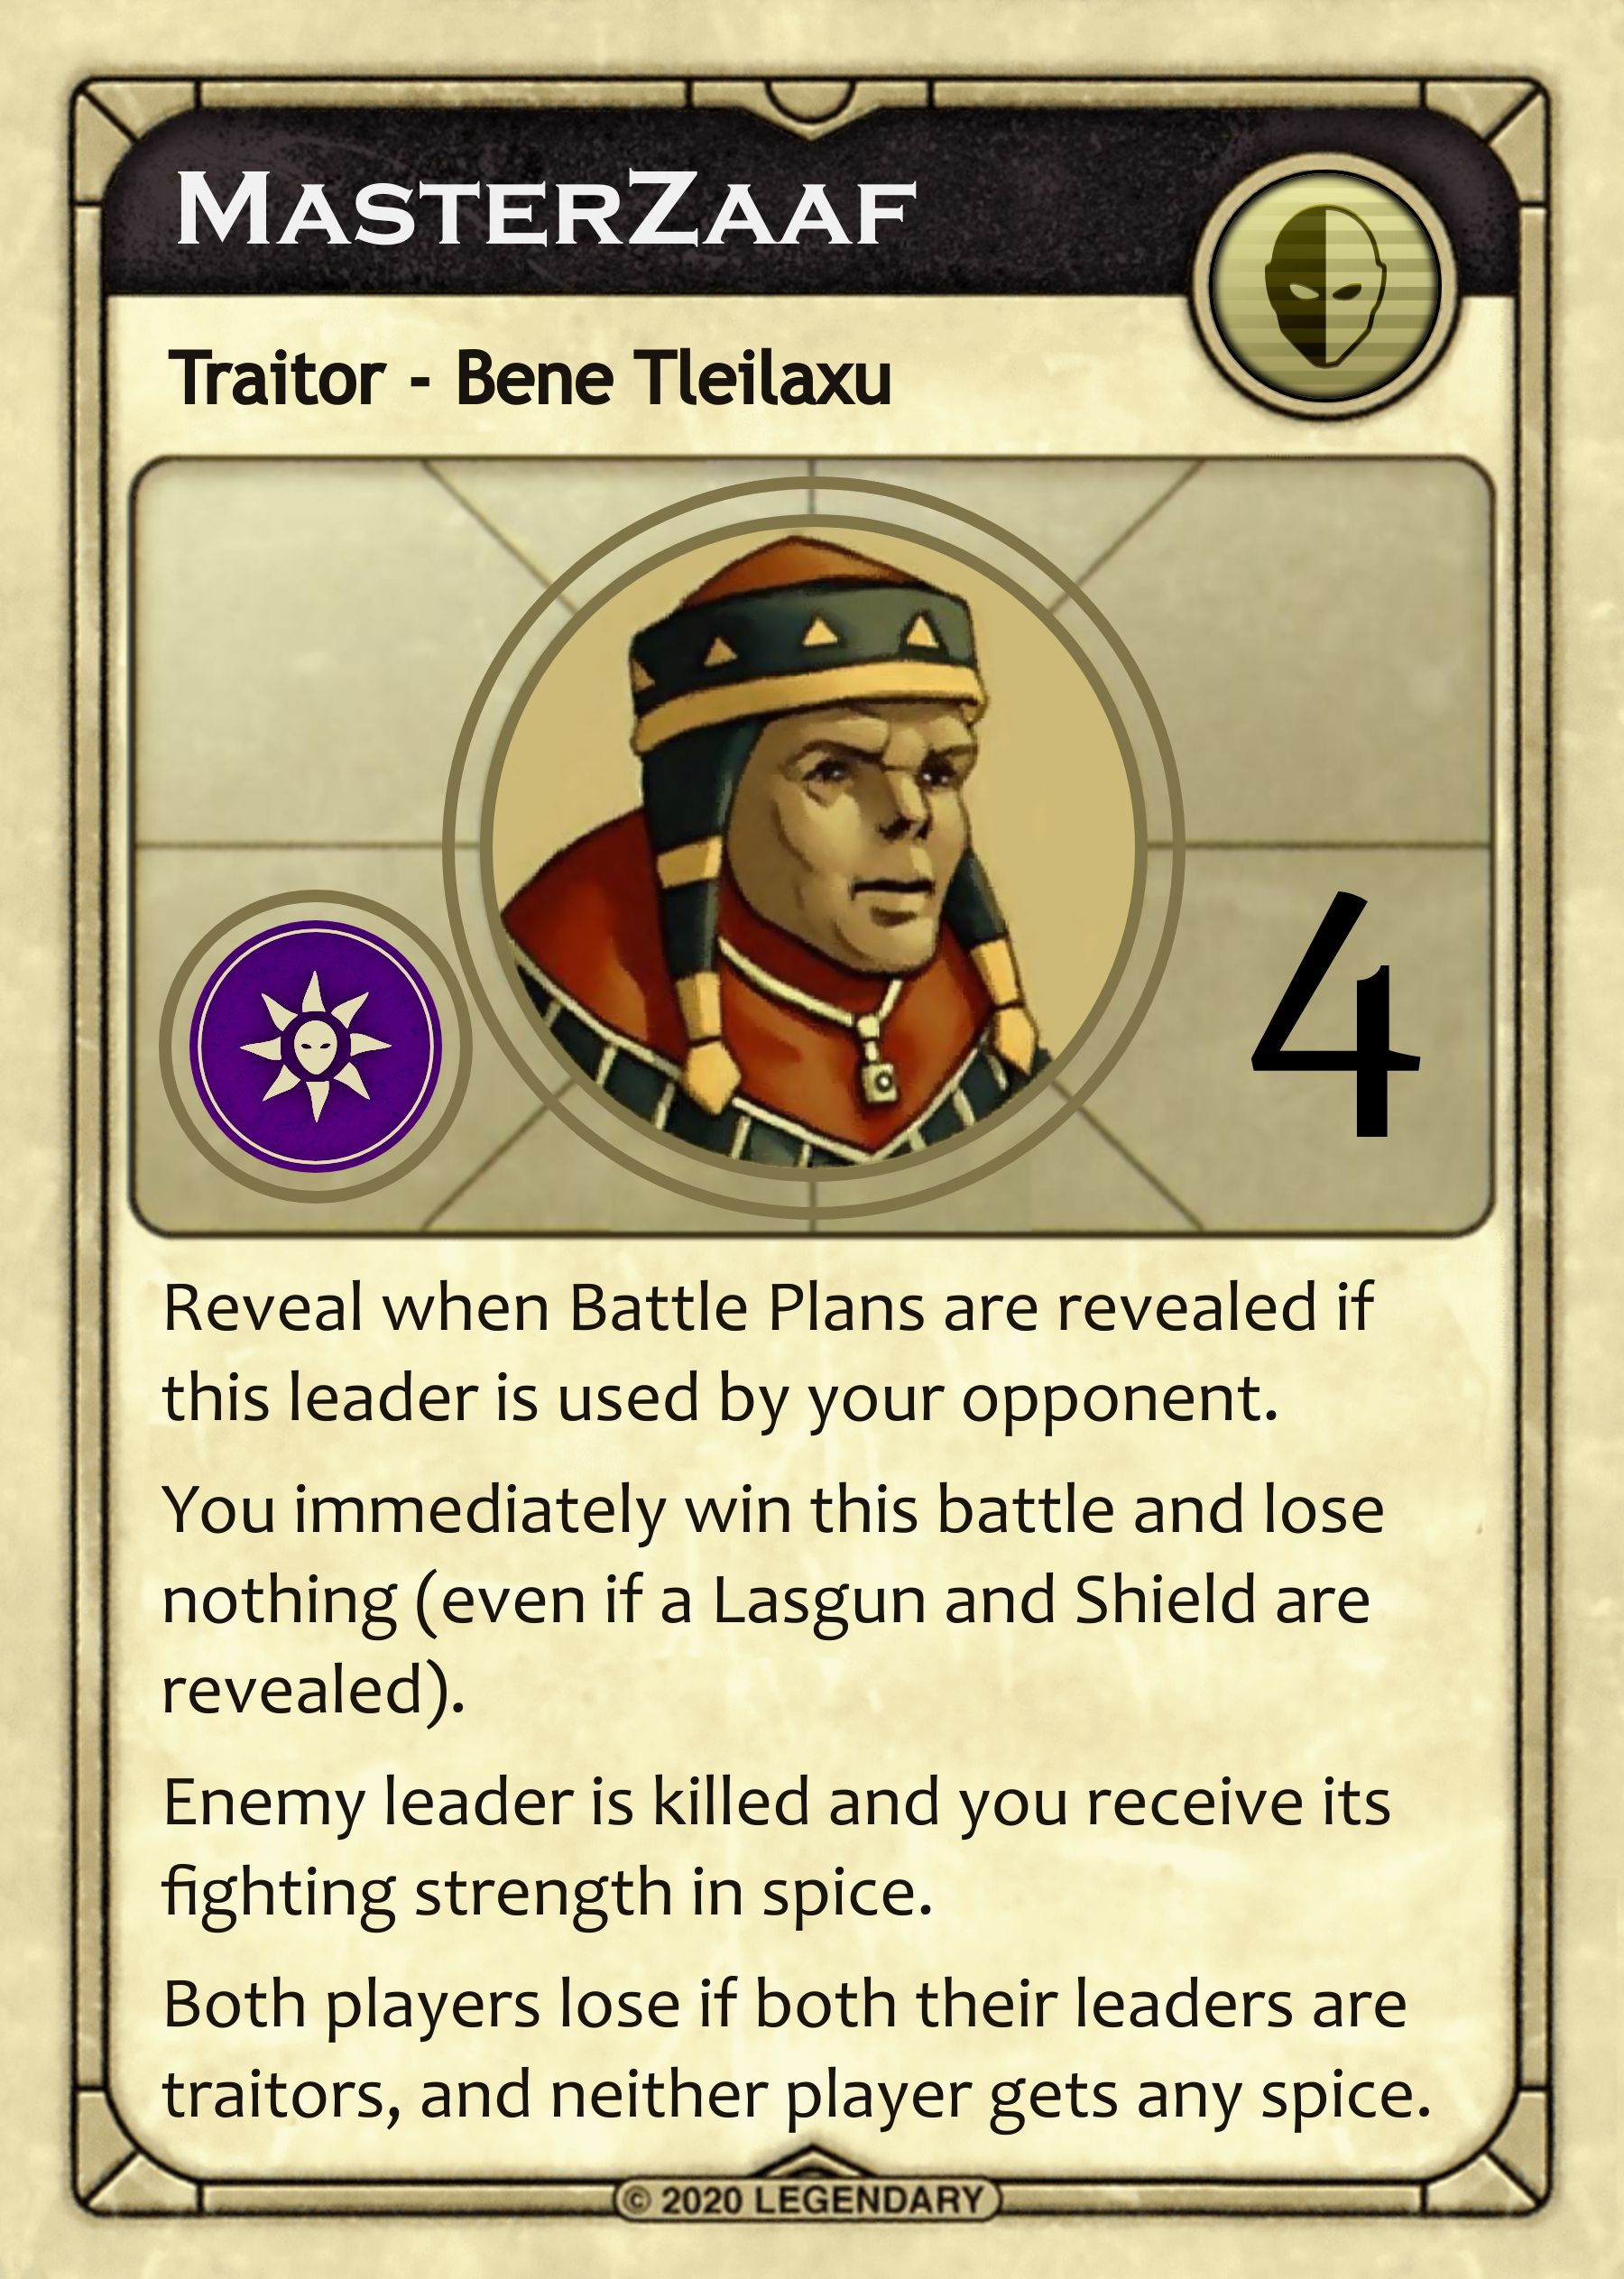 MASTERZAAF
Traitor - Bene Tleilaxu
4
Reveal when Battle Plans are revealed if
this leader is used by your opponent.
You immediately win this battle and lose
nothing (even if a Lasgun and Shield are
revealed).
Enemy leader is killed and you receive its
fighting strength in spice.
Both players lose if both their leaders are
traitors, and neither player gets any spice.
© 2020 LEGENDARY